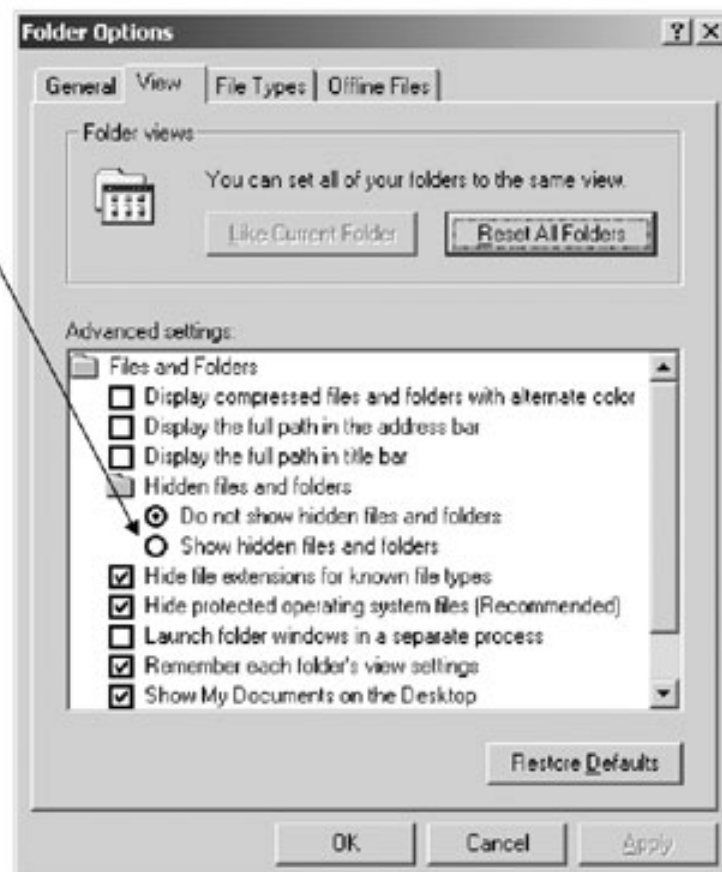 Folder Options
General View File Types Offline Files
Folder views
You can set all of your folders to the same view.
Like Current Folder Reset All Folders
Advanced settings:
Files and Folders
Display compressed files and folders with alternate color
Display the full path in the address bar
Display the full path in title bar
Hidden files and folders
Do not show hidden files and folders
Show hidden files and folders
Hide file extensions for known file types
Hide protected operating system files (Recommended)
Launch folder windows in a separate process
Remember each folder's view settings
Show My Documents on the Desktop
Restore Defaults
OK Cancel Apply